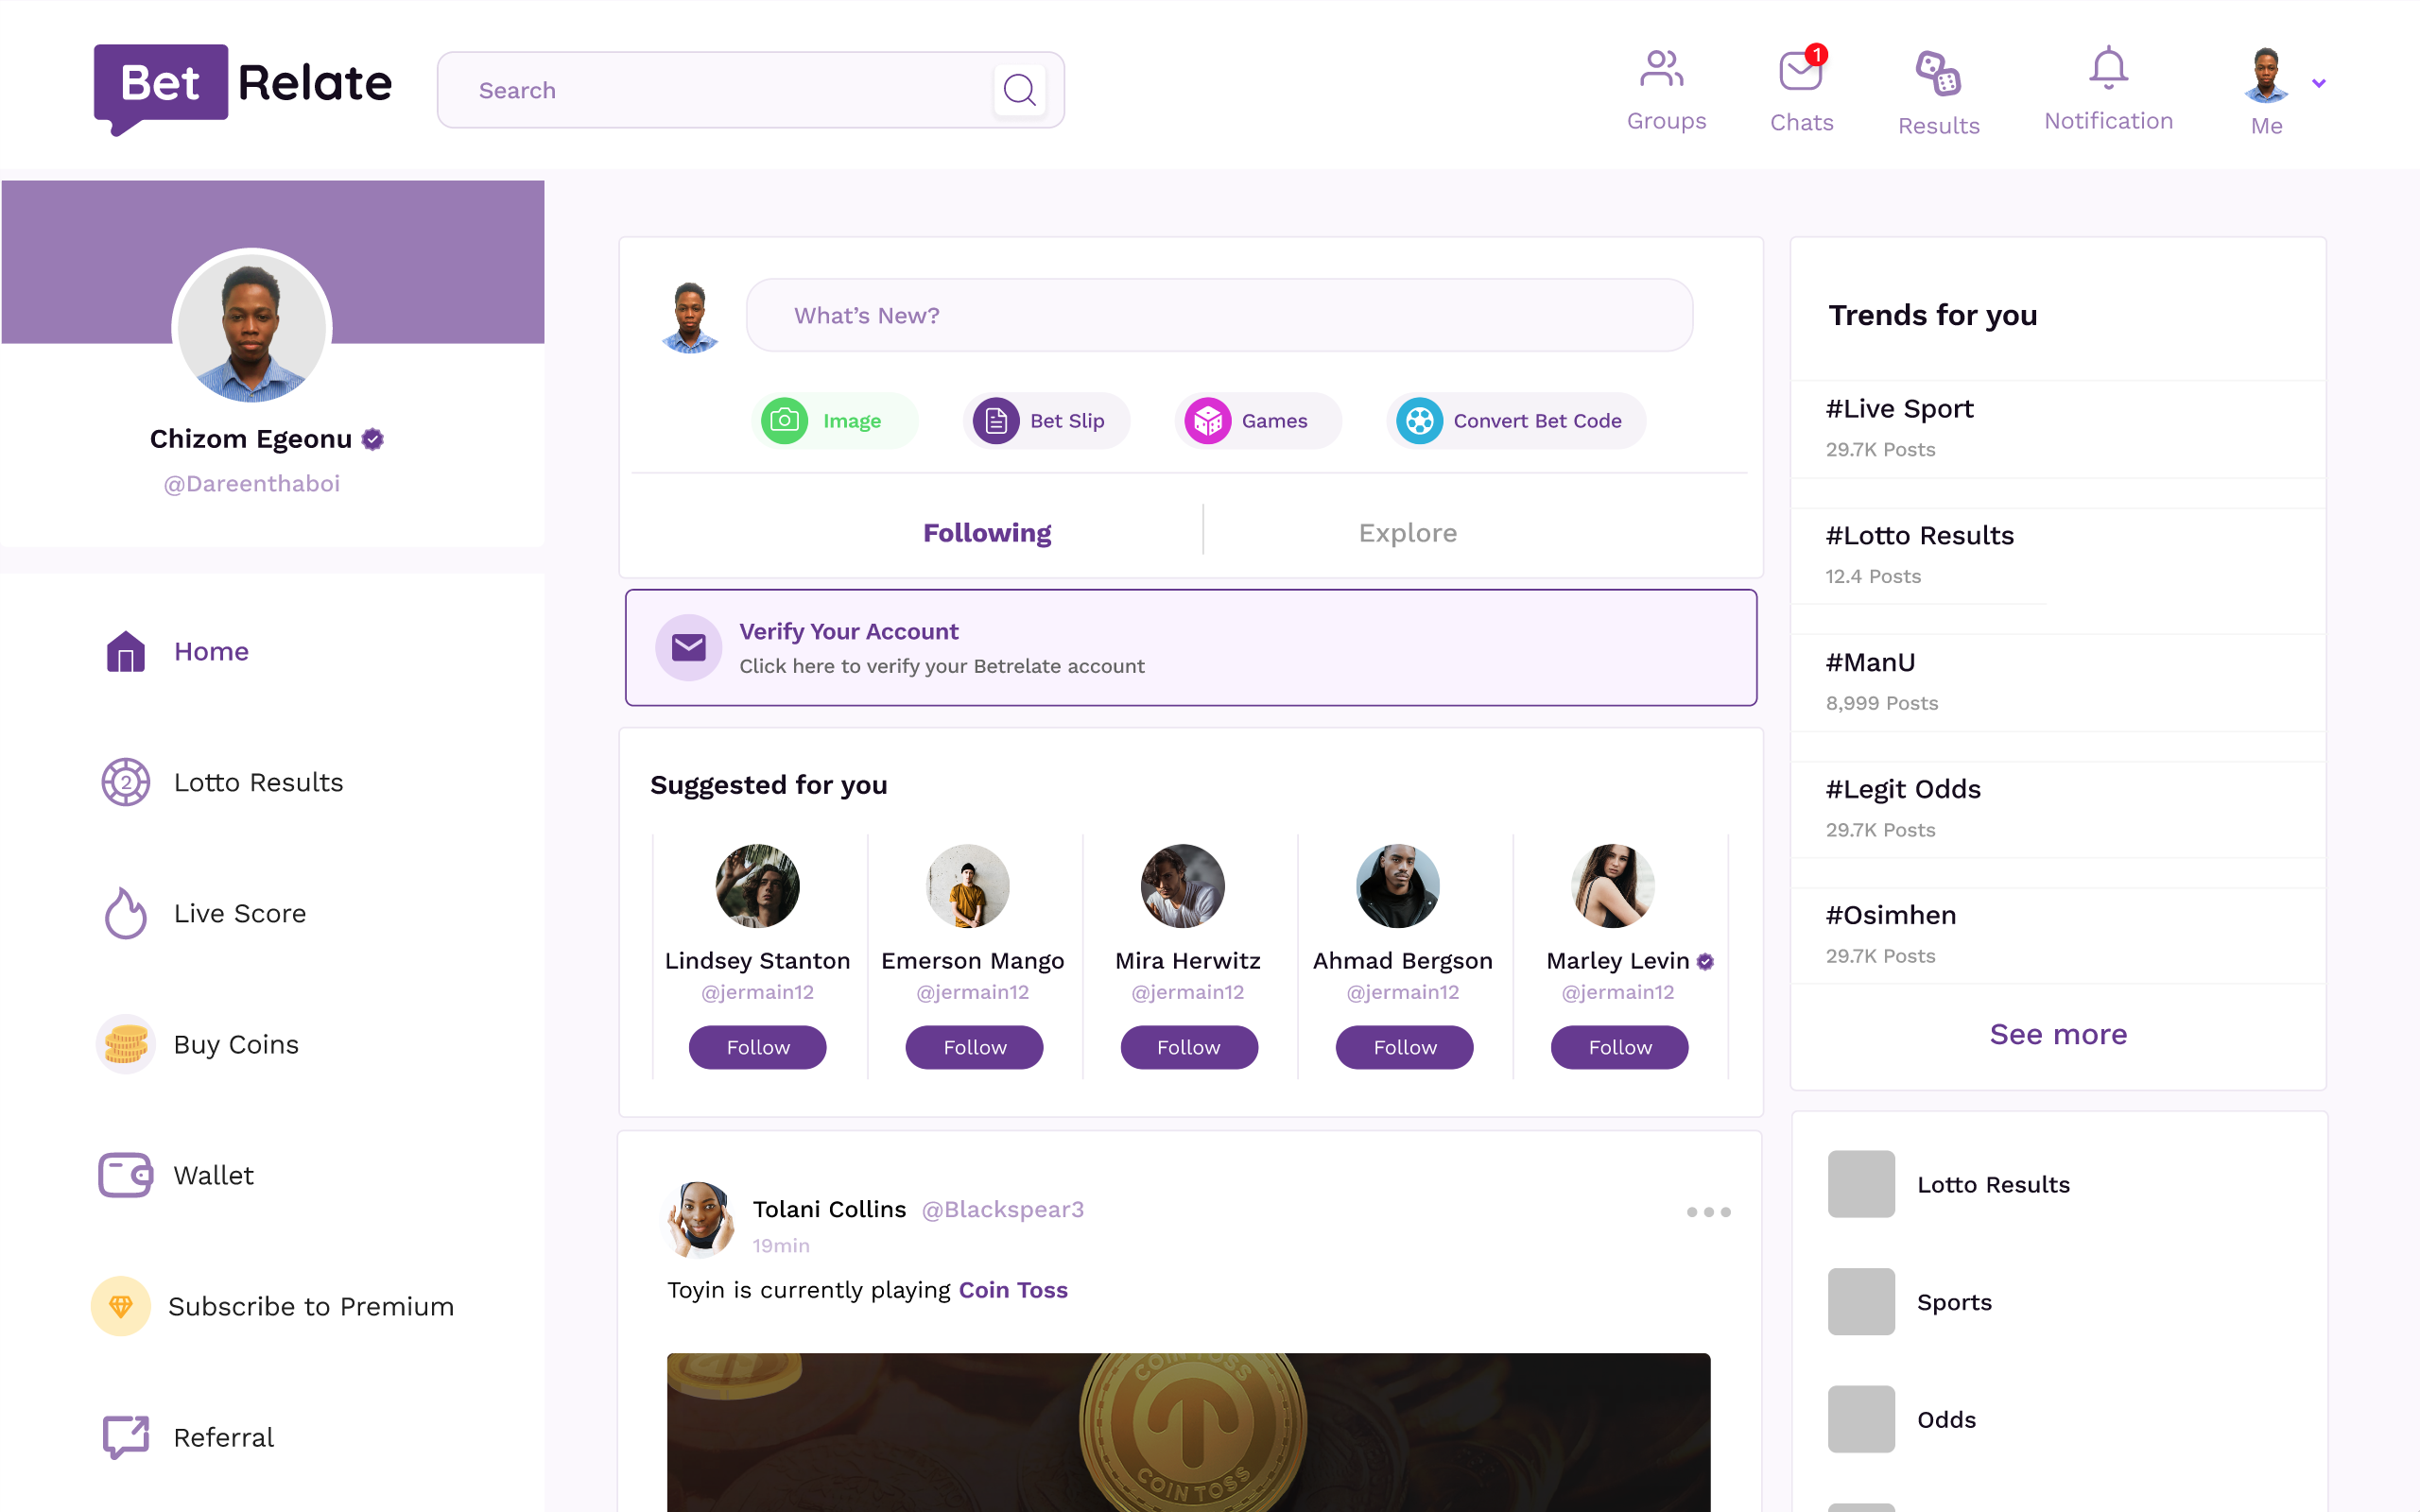 Bet Relate
Search
Groups
1
Chats
Results
Notification
Me
Chizom Egeonu
@Dareenthaboi
Home
2
Lotto Results
Live Score
Buy Coins
Wallet
Subscribe to Premium
Referral
What’s New?
Image
Bet Slip
Games
Convert Bet Code
Following
Explore
Verify Your Account
Click here to verify your Betrelate account
Suggested for you
Lindsey Stanton
@jermain12
Follow
Emerson Mango
@jermain12
Follow
Mira Herwitz
@jermain12
Follow
Ahmad Bergson
@jermain12
Follow
Marley Levin
@jermain12
Follow
Tolani Collins @Blackspear3
19min
Toyin is currently playing Coin Toss
COIN TOSS
COIN TOSS
Trends for you
#Live Sport
29.7K Posts
#Lotto Results
12.4 Posts
#ManU
8,999 Posts
#Legit Odds
29.7K Posts
#Osimhen
29.7K Posts
See more
Lotto Results
Sports
Odds